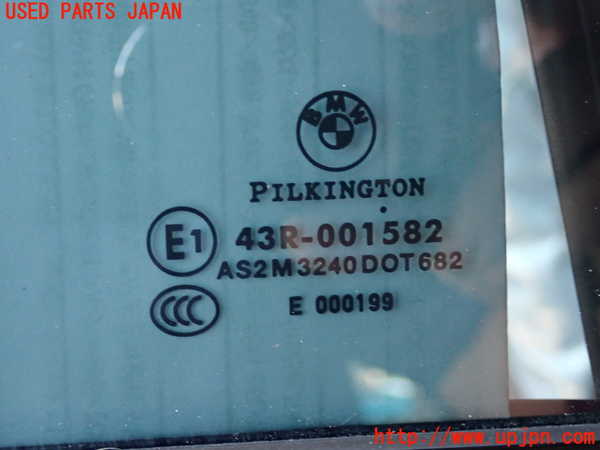 USED PARTS JAPAN
BMW
PILKINGTON
E1 43R-001582
AS2M3240DOT682
CCC E 000199
http://www.upjpn.com